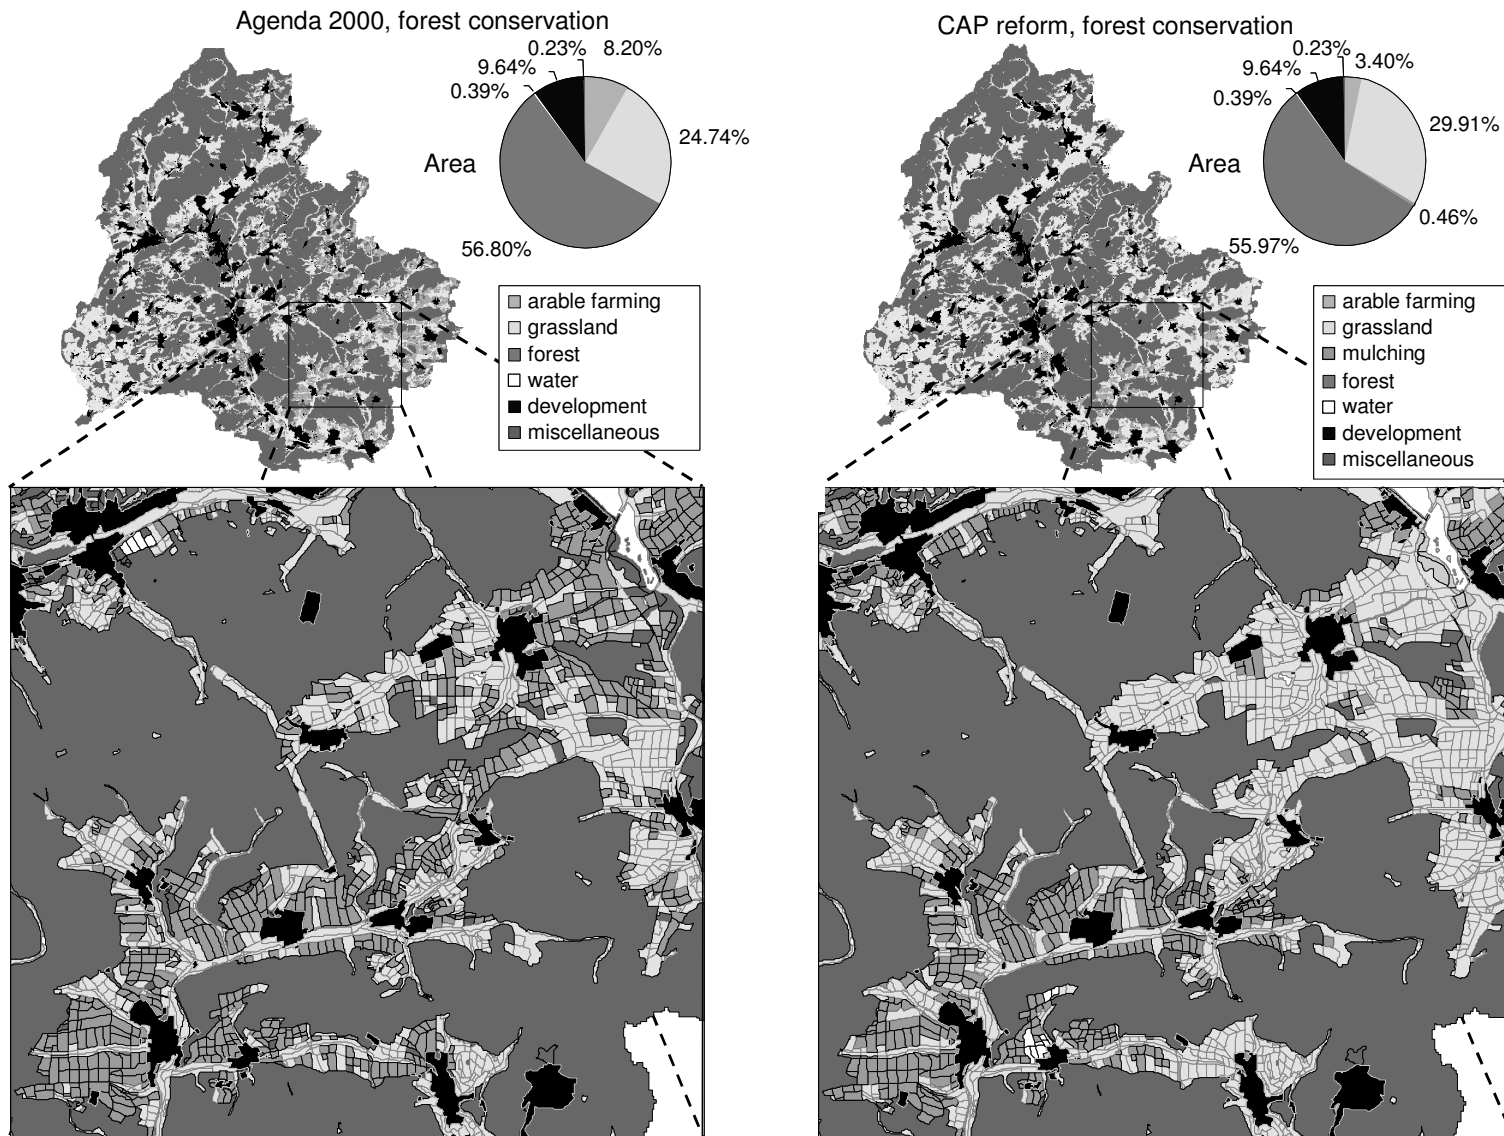 Agenda 2000, forest conservation
0.23%
8.20%
9.64%
0.39%
24.74%
Area
56.80%
arable farming
grassland
forest
water
development
miscellaneous
CAP reform, forest conservation
0.23%
3.40%
9.64%
0.39%
29.91%
Area
0.46%
55.97%
arable farming
grassland
mulching
forest
water
development
miscellaneous